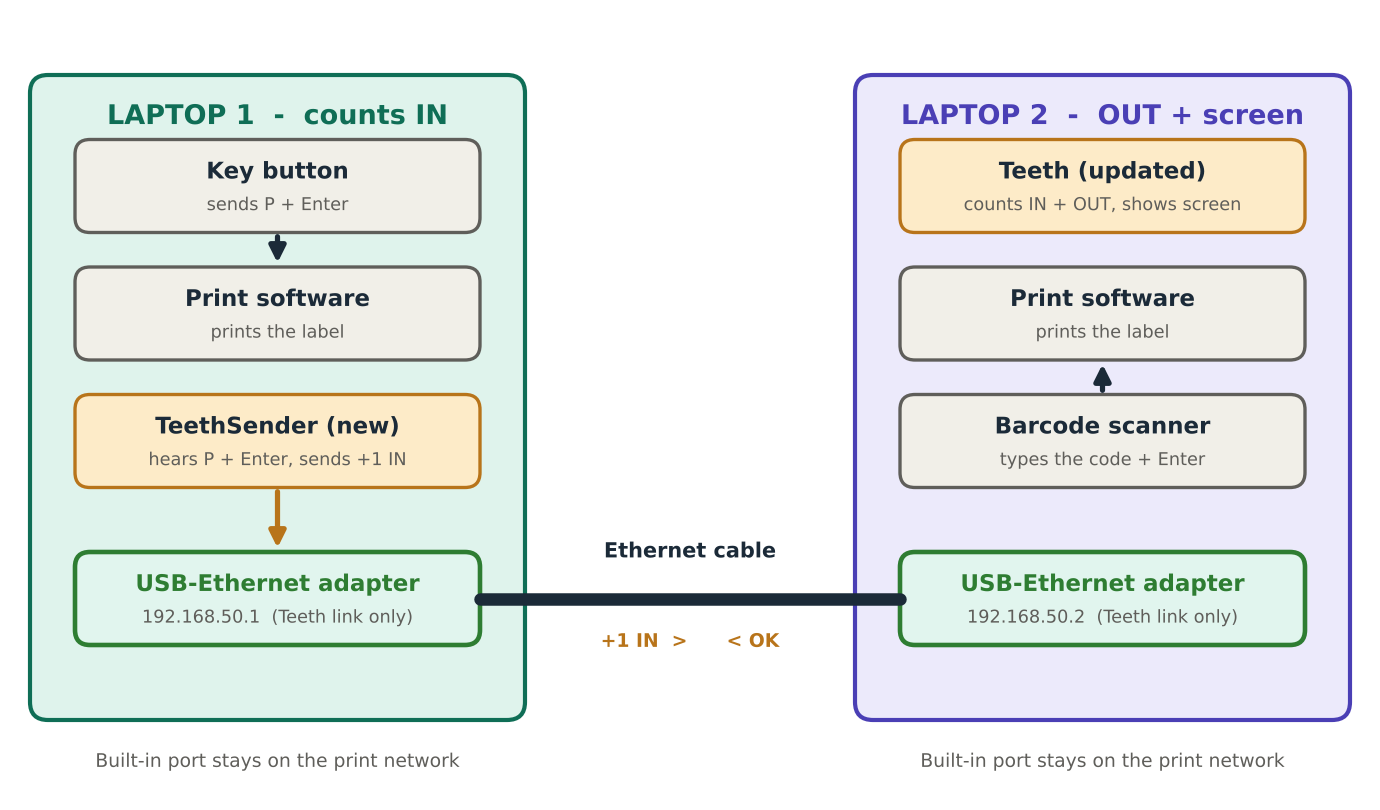 LAPTOP 1  -  counts IN
Key button
sends P + Enter
Print software
prints the label
TeethSender (new)
hears P + Enter, sends +1 IN
USB-Ethernet adapter
192.168.50.1  (Teeth link only)
Built-in port stays on the print network
Ethernet cable
+1 IN  >      < OK
LAPTOP 2  -  OUT + screen
Teeth (updated)
counts IN + OUT, shows screen
Print software
prints the label
Barcode scanner
types the code + Enter
USB-Ethernet adapter
192.168.50.2  (Teeth link only)
Built-in port stays on the print network